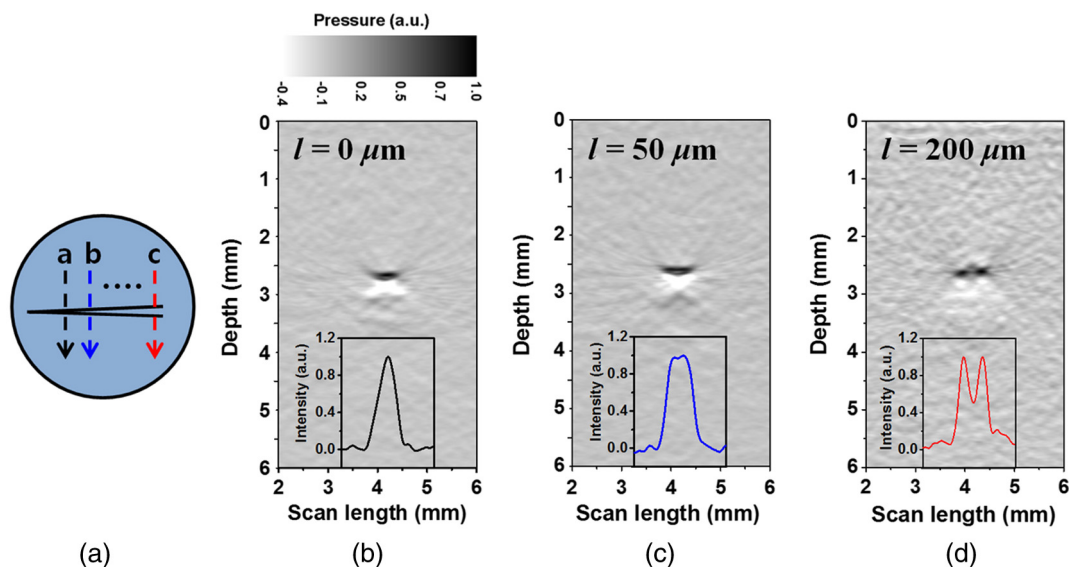 Pressure (a.u.)
-0.4 -0.1 0.2 0.5 0.7 1.0
a b c
(a)
l = 0 μm
Depth (mm)
0
1
2
3
4
5
6
Intensity (a.u.)
1.2
0.8
0.4
0.0
2 3 4 5 6
Scan length (mm)
(b)
l = 50 μm
Depth (mm)
0
1
2
3
4
5
6
Intensity (a.u.)
1.2
0.8
0.4
0.0
2 3 4 5 6
Scan length (mm)
(c)
l = 200 μm
Depth (mm)
0
1
2
3
4
5
6
Intensity (a.u.)
1.2
0.8
0.4
0.0
2 3 4 5 6
Scan length (mm)
(d)